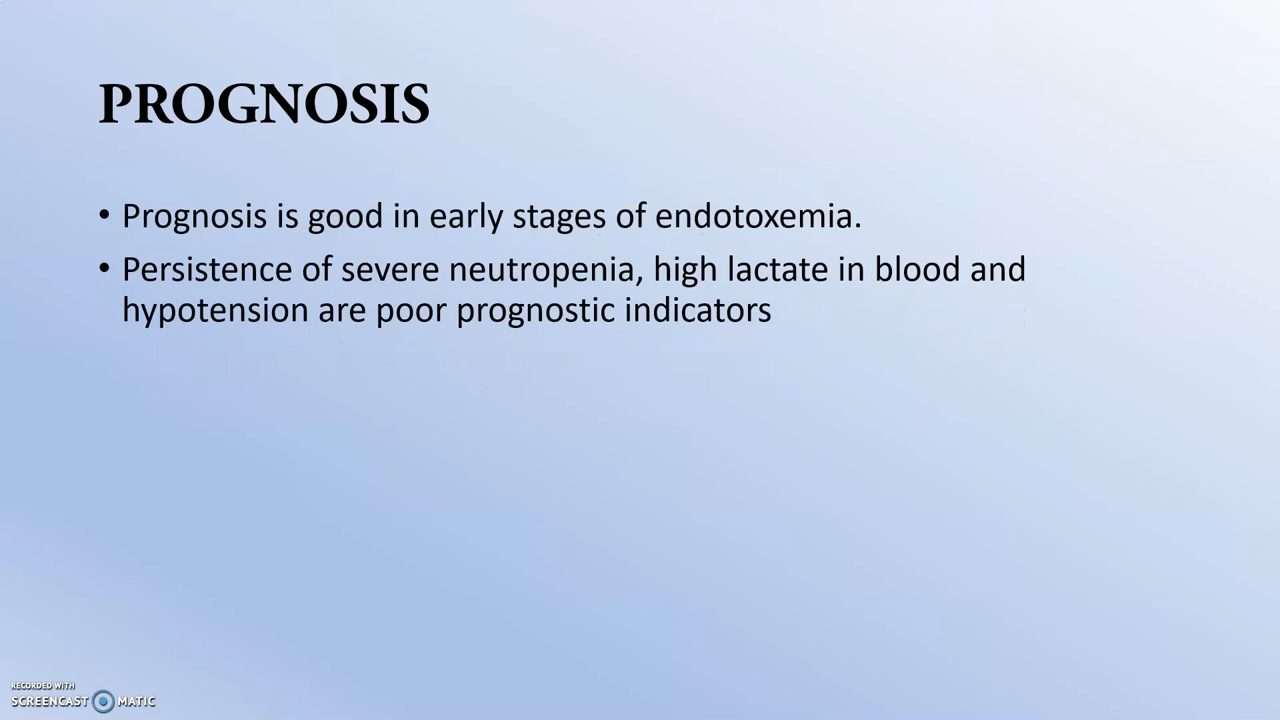 PROGNOSIS
• Prognosis is good in early stages of endotoxemia.
• Persistence of severe neutropenia, high lactate in blood and
hypotension are poor prognostic indicators
RECORDED WITH
SCREENCAST MATIC